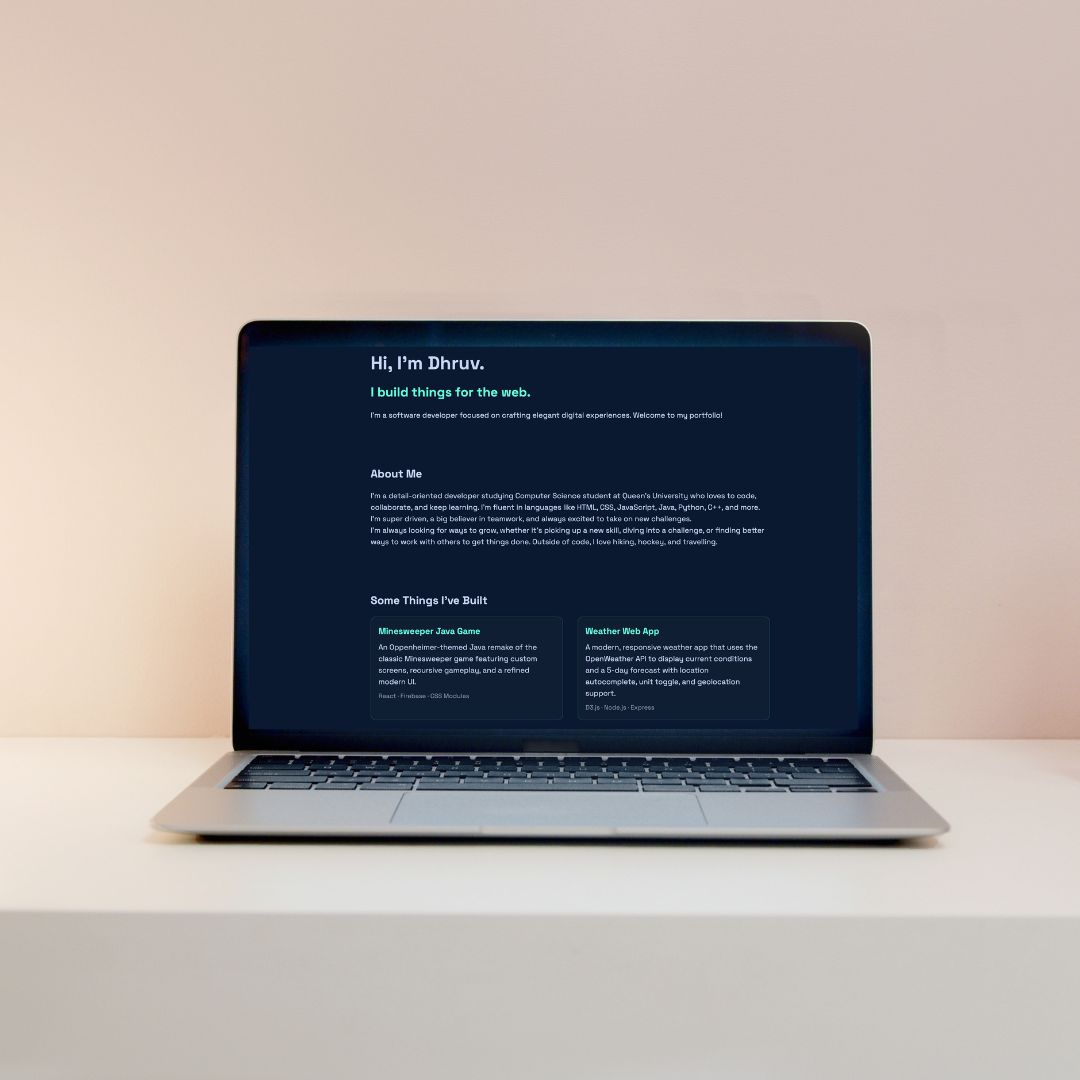 Hi, I'm Dhruv.
I build things for the web.
I'm a software developer focused on crafting elegant digital experiences. Welcome to my portfolio!
About Me
I'm a detail-oriented developer studying Computer Science student at Queen's University who loves to code,
collaborate, and keep learning. I'm fluent in languages like HTML, CSS, JavaScript, Java, Python, C++, and more.
I'm super driven, a big believer in teamwork, and always excited to take on new challenges.
I'm always looking for ways to grow, whether it's picking up a new skill, diving into a challenge, or finding better
ways to work with others to get things done. Outside of code, I love hiking, hockey, and travelling.
Some Things I've Built
Minesweeper Java Game
An Oppenheimer-themed Java remake of the
classic Minesweeper game featuring custom
screens, recursive gameplay, and a refined
modern UI.
React · Firebase · CSS Modules
Weather Web App
A modern, responsive weather app that uses the
OpenWeather API to display current conditions
and a 5-day forecast with location
autocomplete, unit toggle, and geolocation
support.
D3.js · Node.js · Express